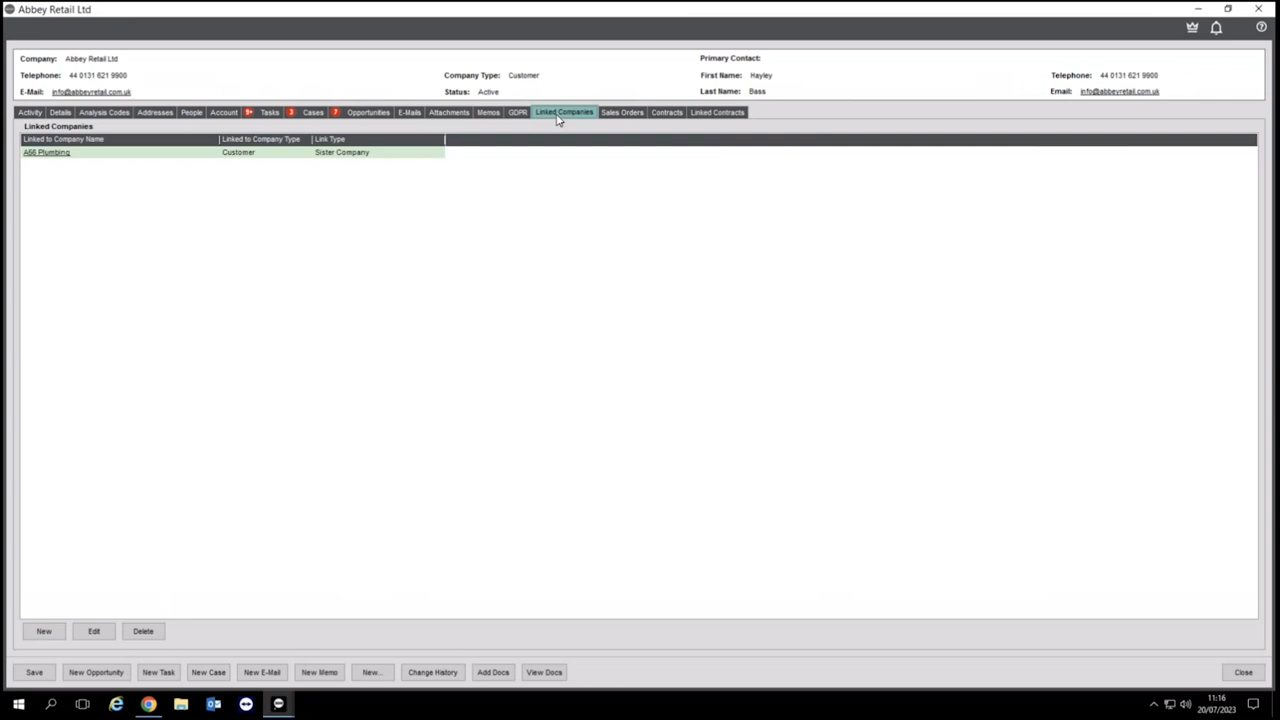 Abbey Retail Ltd
Company: Abbey Retail Ltd Primary Contact:
Telephone: 44 0131 621 9900 Company Type: Customer First Name: Hayley Telephone: 44 0131 621 9900
E-Mail: info@abbeyretail.com.uk Status: Active Last Name: Bass Email: info@abbeyretail.com.uk
Activity Details Analysis Codes Addresses People Account 9+ Tasks 3 Cases 7 Opportunities E-Mails Attachments Memos GDPR Linked Companies Sales Orders Contracts Linked Contracts
Linked Companies
Linked to Company Name Linked to Company Type Link Type
A56 Plumbing Customer Sister Company
New Edit Delete
Save New Opportunity New Task New Case New E-Mail New Memo New... Change History Add Docs View Docs Close
11:16
20/07/2023